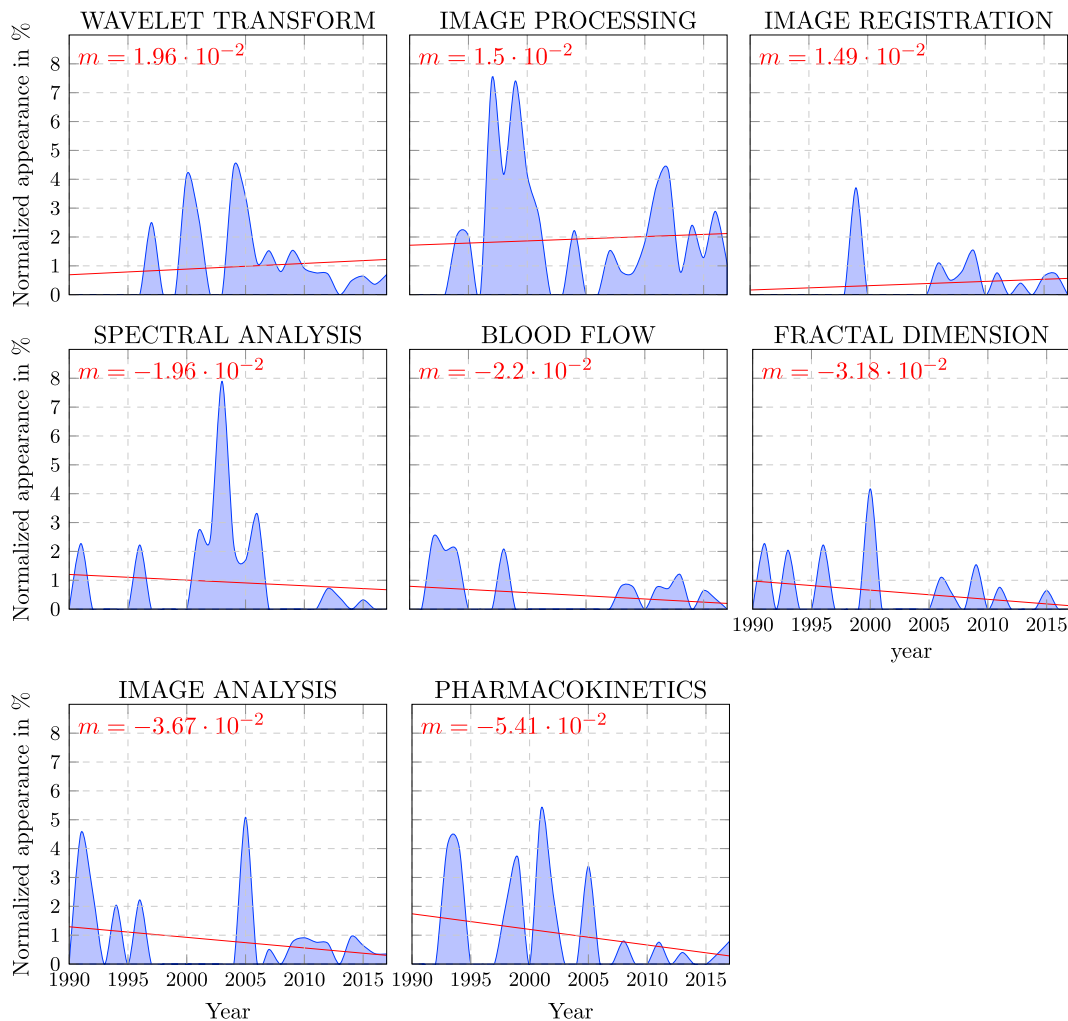 WAVELET TRANSFORM
IMAGE PROCESSING
IMAGE REGISTRATION
Normalized appearance in %
8
7
6
5
4
3
2
1
0
m = 1.96 · 10⁻²
m = 1.5 · 10⁻²
m = 1.49 · 10⁻²
SPECTRAL ANALYSIS
BLOOD FLOW
FRACTAL DIMENSION
Normalized appearance in %
8
7
6
5
4
3
2
1
0
m = −1.96 · 10⁻²
m = −2.2 · 10⁻²
m = −3.18 · 10⁻²
1990 1995 2000 2005 2010 2015
year
IMAGE ANALYSIS
PHARMACOKINETICS
Normalized appearance in %
8
7
6
5
4
3
2
1
0
m = −3.67 · 10⁻²
m = −5.41 · 10⁻²
1990 1995 2000 2005 2010 2015
1990 1995 2000 2005 2010 2015
Year
Year